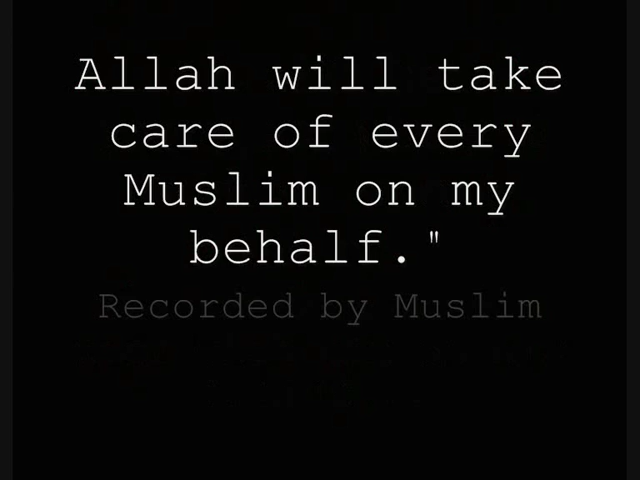 Allah will take
care of every
Muslim on my
behalf."
Recorded by Muslim